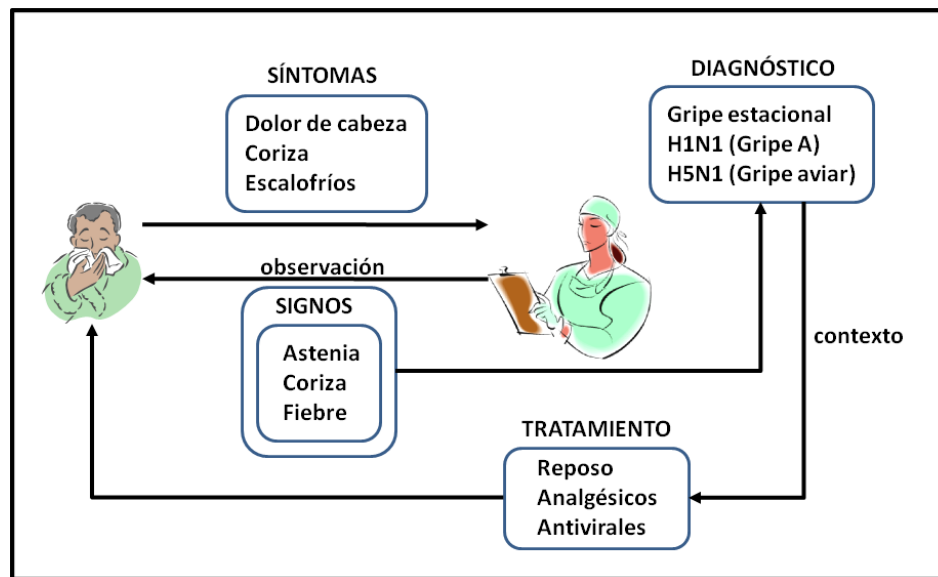 SÍNTOMAS
Dolor de cabeza
Coriza
Escalofríos
DIAGNÓSTICO
Gripe estacional
H1N1 (Gripe A)
H5N1 (Gripe aviar)
observación
SIGNOS
Astenia
Coriza
Fiebre
contexto
TRATAMIENTO
Reposo
Analgésicos
Antivirales